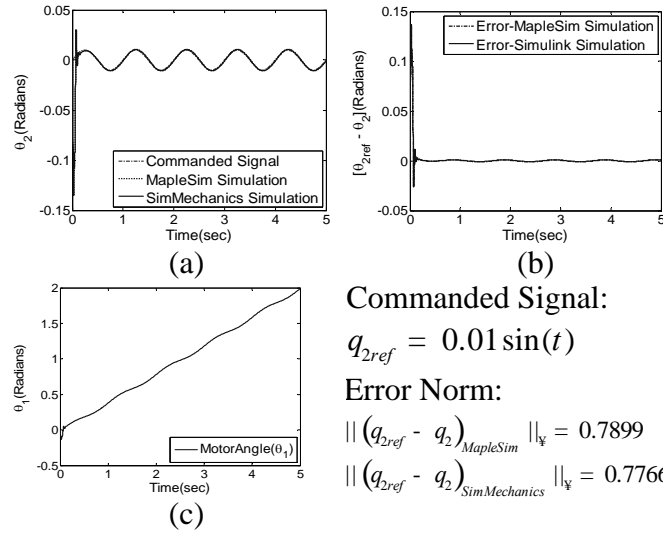 0.05
0
-0.05
-0.1
-0.15
θ2(Radians)
Commanded Signal
MapleSim Simulation
SimMechanics Simulation
0 1 2 3 4 5
Time(sec)
(a)
0.15
0.1
0.05
0
0.05
[θ2ref - θ2](Radians)
Error-MapleSim Simulation
Error-Simulink Simulation
0 1 2 3 4 5
Time(sec)
(b)
2
1.5
1
0.5
0
-0.5
θ1(Radians)
MotorAngle(θ1)
0 1 2 3 4 5
Time(sec)
(c)
Commanded Signal:
q2ref = 0.01 sin(t)
Error Norm:
||(q2ref - q2)MapleSim||¥ = 0.7899
||(q2ref - q2)SimMechanics||¥ = 0.7766